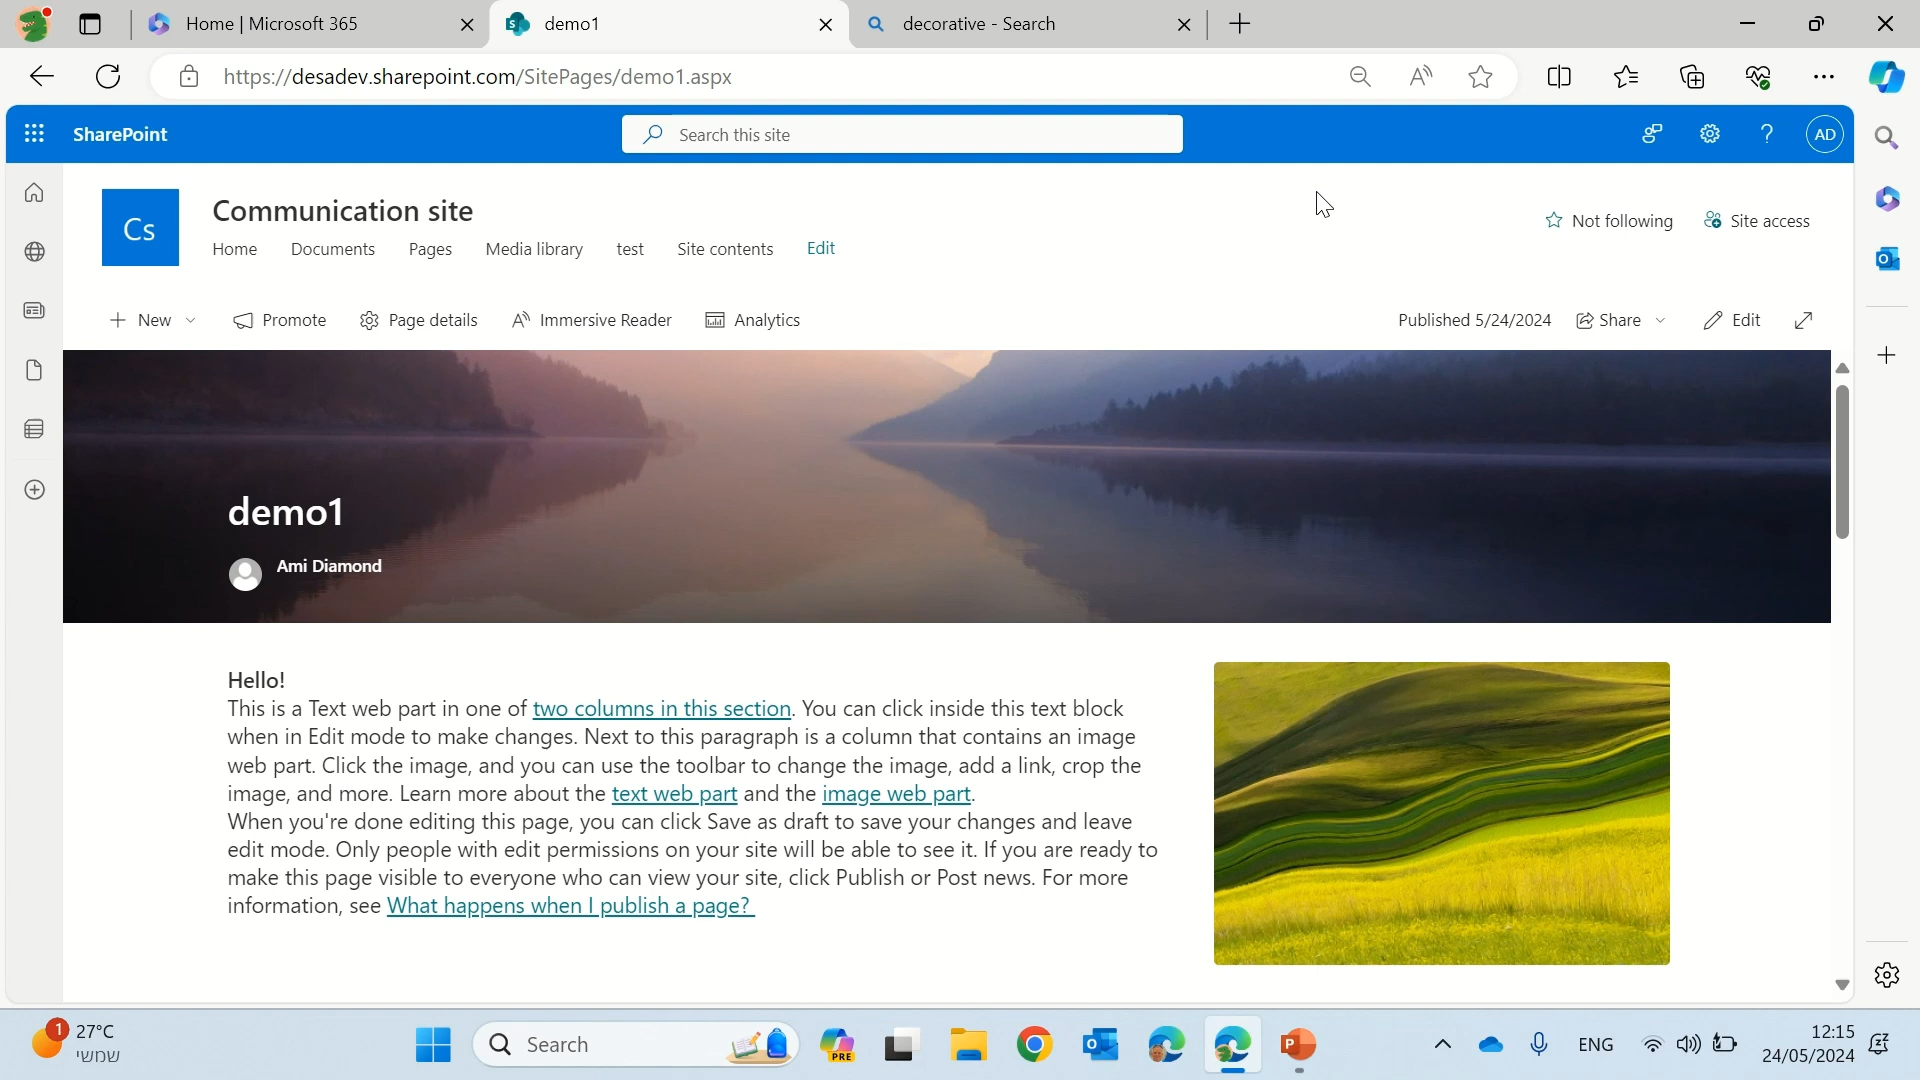 Home | Microsoft 365
demo1
decorative - Search
https://desadev.sharepoint.com/SitePages/demo1.aspx
SharePoint
Search this site
AD
Cs
Communication site
Home Documents Pages Media library test Site contents Edit
Not following
Site access
New
Promote
Page details
Immersive Reader
Analytics
Published 5/24/2024
Share
Edit
demo1
Ami Diamond
Hello!
This is a Text web part in one of two columns in this section. You can click inside this text block
when in Edit mode to make changes. Next to this paragraph is a column that contains an image
web part. Click the image, and you can use the toolbar to change the image, add a link, crop the
image, and more. Learn more about the text web part and the image web part.
When you're done editing this page, you can click Save as draft to save your changes and leave
edit mode. Only people with edit permissions on your site will be able to see it. If you are ready to
make this page visible to everyone who can view your site, click Publish or Post news. For more
information, see What happens when I publish a page?
1
27°C
שמשי
Search
PRE
ENG
12:15
24/05/2024